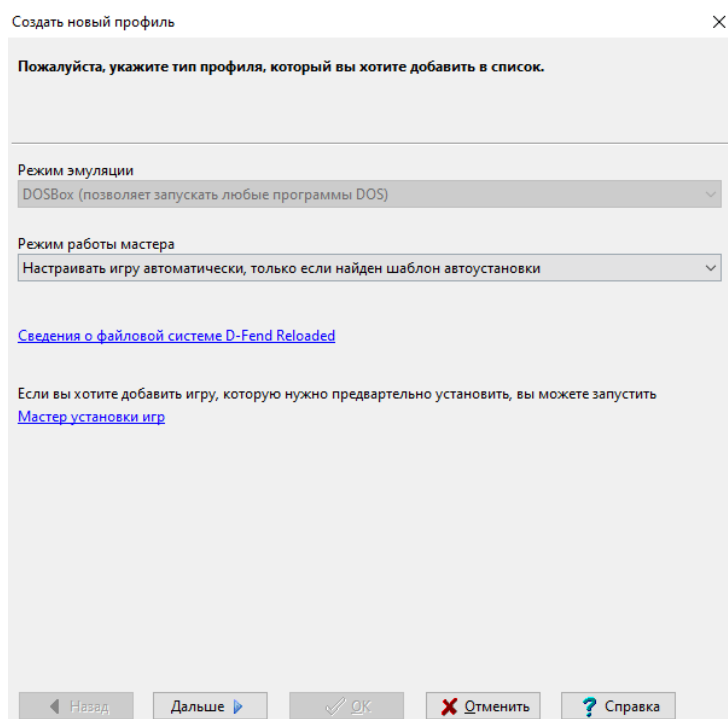 Создать новый профиль
Пожалуйста, укажите тип профиля, который вы хотите добавить в список.
Режим эмуляции
DOSBox (позволяет запускать любые программы DOS)
Режим работы мастера
Настраивать игру автоматически, только если найден шаблон автоустановки
Сведения о файловой системе D-Fend Reloaded
Если вы хотите добавить игру, которую нужно предвартельно установить, вы можете запустить
Мастер установки игр
Назад Дальше OK Отменить Справка